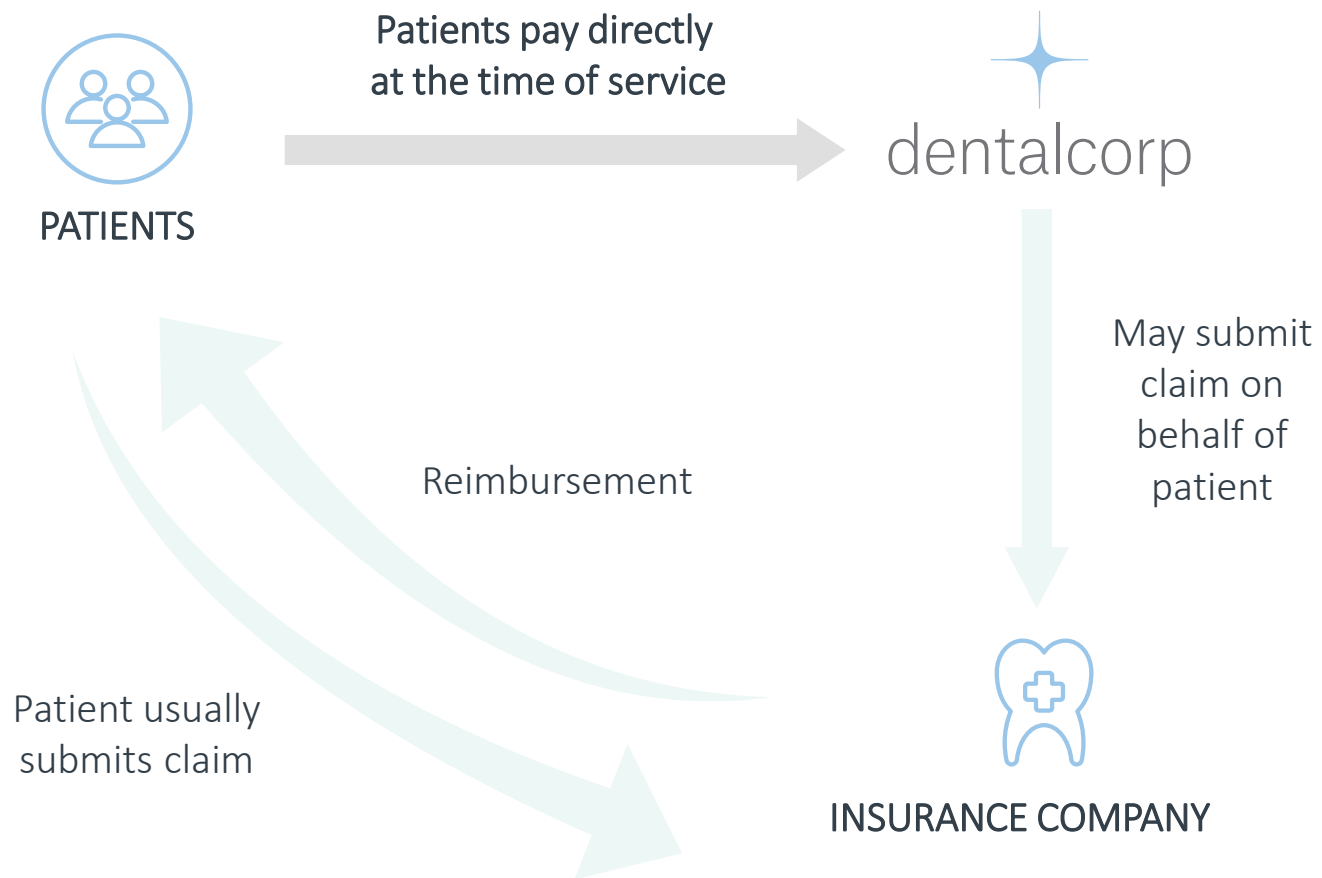 Patients pay directly
at the time of service
dentalcorp
PATIENTS
May submit
claim on
behalf of
patient
Reimbursement
Patient usually
submits claim
INSURANCE COMPANY